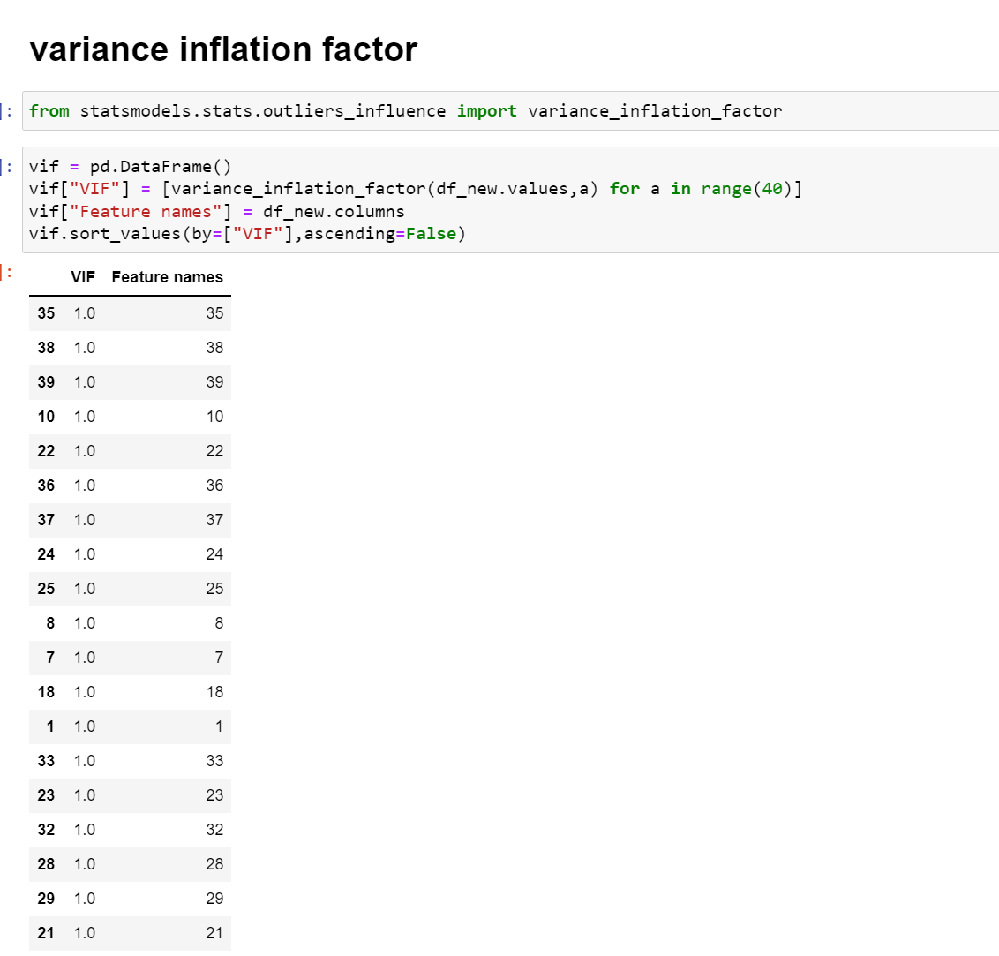 variance inflation factor
]: from statsmodels.stats.outliers_influence import variance_inflation_factor
]: vif = pd.DataFrame()
vif["VIF"] = [variance_inflation_factor(df_new.values,a) for a in range(40)]
vif["Feature names"] = df_new.columns
vif.sort_values(by=["VIF"],ascending=False)
]: VIF Feature names
35 1.0 35
38 1.0 38
39 1.0 39
10 1.0 10
22 1.0 22
36 1.0 36
37 1.0 37
24 1.0 24
25 1.0 25
8 1.0 8
7 1.0 7
18 1.0 18
1 1.0 1
33 1.0 33
23 1.0 23
32 1.0 32
28 1.0 28
29 1.0 29
21 1.0 21